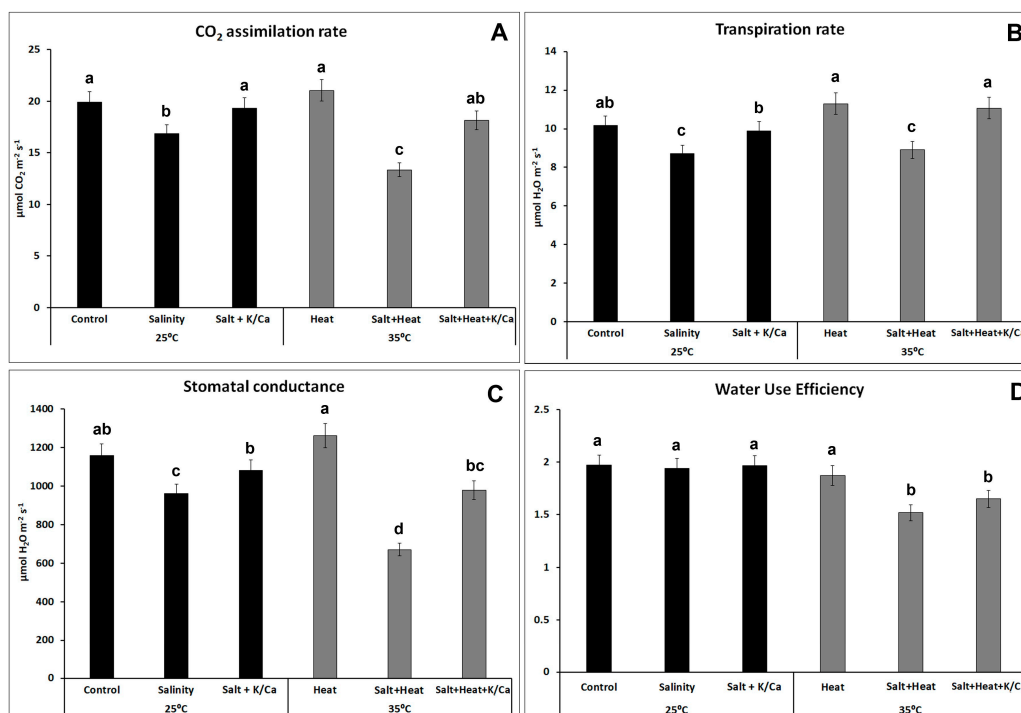 CO₂ assimilation rate
A
µmol CO₂ m⁻² s⁻¹
25
20
15
10
5
0
a
b
a
a
c
ab
Control Salinity Salt + K/Ca Heat Salt+Heat Salt+Heat+K/Ca
25ºC 35ºC
Transpiration rate
B
µmol H₂O m⁻² s⁻¹
14
12
10
8
6
4
2
0
ab
c
b
a
c
a
Control Salinity Salt + K/Ca Heat Salt+Heat Salt+Heat+K/Ca
25ºC 35ºC
Stomatal conductance
C
µmol H₂O m⁻² s⁻¹
1400
1200
1000
800
600
400
200
0
ab
c
b
a
d
bc
Control Salinity Salt + K/Ca Heat Salt+Heat Salt+Heat+K/Ca
25ºC 35ºC
Water Use Efficiency
D
2.5
2
1.5
1
0.5
0
a
a
a
a
b
b
Control Salinity Salt + K/Ca Heat Salt+Heat Salt+Heat+K/Ca
25ºC 35ºC